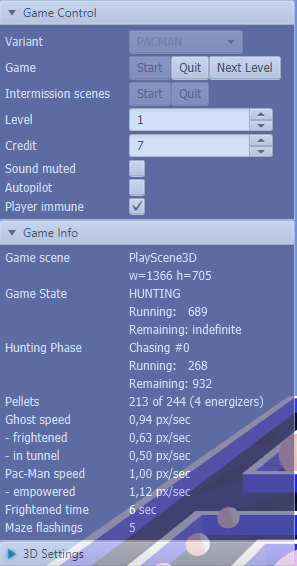 Game Control
Variant PACMAN
Game Start Quit Next Level
Intermission scenes Start Quit
Level 1
Credit 7
Sound muted
Autopilot
Player immune
Game Info
Game scene PlayScene3D
w=1366 h=705
Game State HUNTING
Running: 689
Remaining: indefinite
Hunting Phase Chasing #0
Running: 268
Remaining: 932
Pellets 213 of 244 (4 energizers)
Ghost speed 0,94 px/sec
- frightened 0,63 px/sec
- in tunnel 0,50 px/sec
Pac-Man speed 1,00 px/sec
- empowered 1,12 px/sec
Frightened time 6 sec
Maze flashings 5
3D Settings